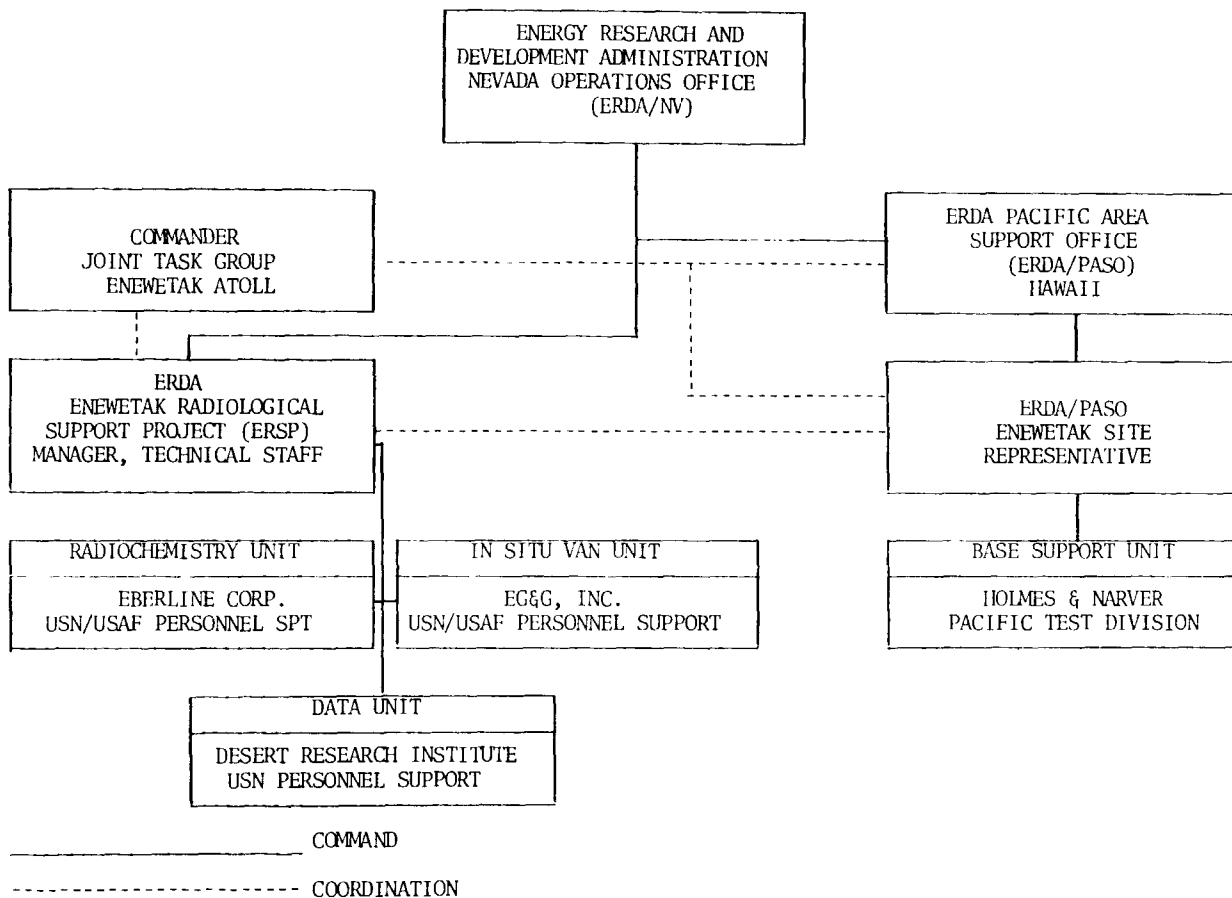 ENERGY RESEARCH AND
DEVELOPMENT ADMINISTRATION
NEVADA OPERATIONS OFFICE
(ERDA/NV)
COMMANDER
JOINT TASK GROUP
ENEWETAK ATOLL
ERDA PACIFIC AREA
SUPPORT OFFICE
(ERDA/PASO)
HAWAII
ERDA
ENEWETAK RADIOLOGICAL
SUPPORT PROJECT (ERSP)
MANAGER, TECHNICAL STAFF
ERDA/PASO
ENEWETAK SITE
REPRESENTATIVE
RADIOCHEMISTRY UNIT
EBERLINE CORP.
USN/USAF PERSONNEL SPT
IN SITU VAN UNIT
EG&G, INC.
USN/USAF PERSONNEL SUPPORT
BASE SUPPORT UNIT
HOLMES & NARVER
PACIFIC TEST DIVISION
DATA UNIT
DESERT RESEARCH INSTITUTE
USN PERSONNEL SUPPORT
COMMAND
COORDINATION